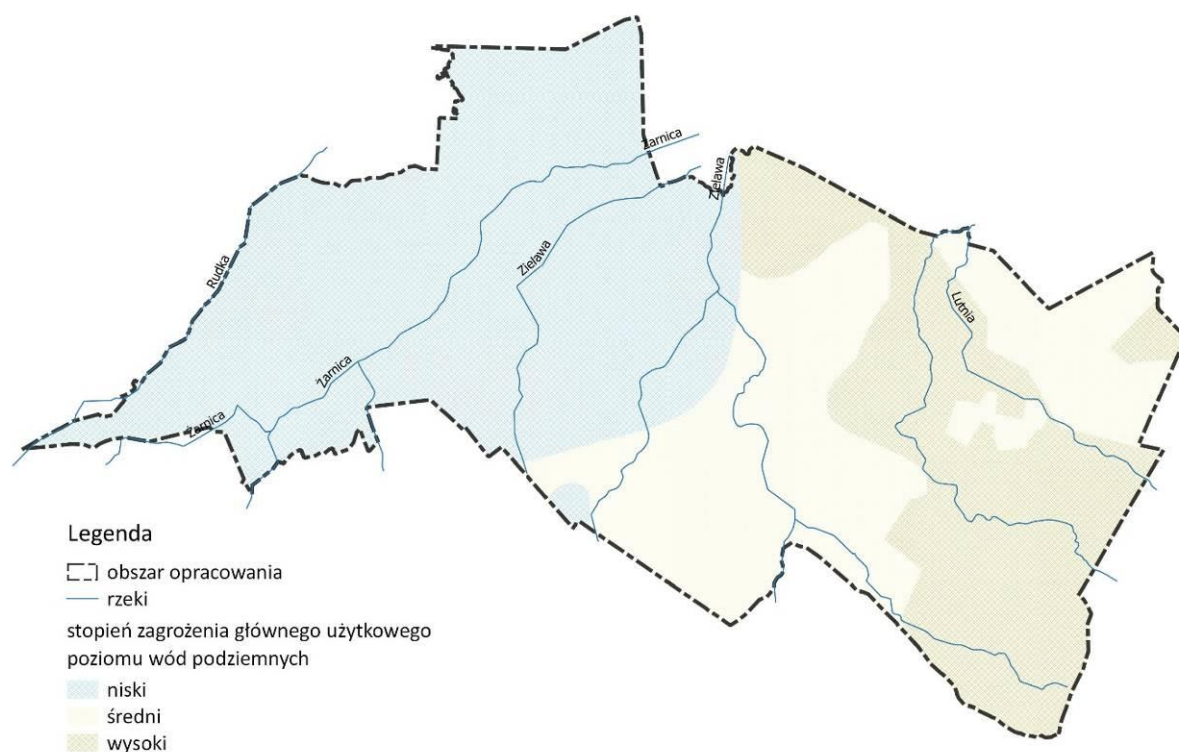 Żarnica
Zielawa
Zielawa
Rudka
Lutnia
Żarnica
Żarnica
Legenda
obszar opracowania
rzeki
stopień zagrożenia głównego użytkowego
poziomu wód podziemnych
niski
średni
wysoki